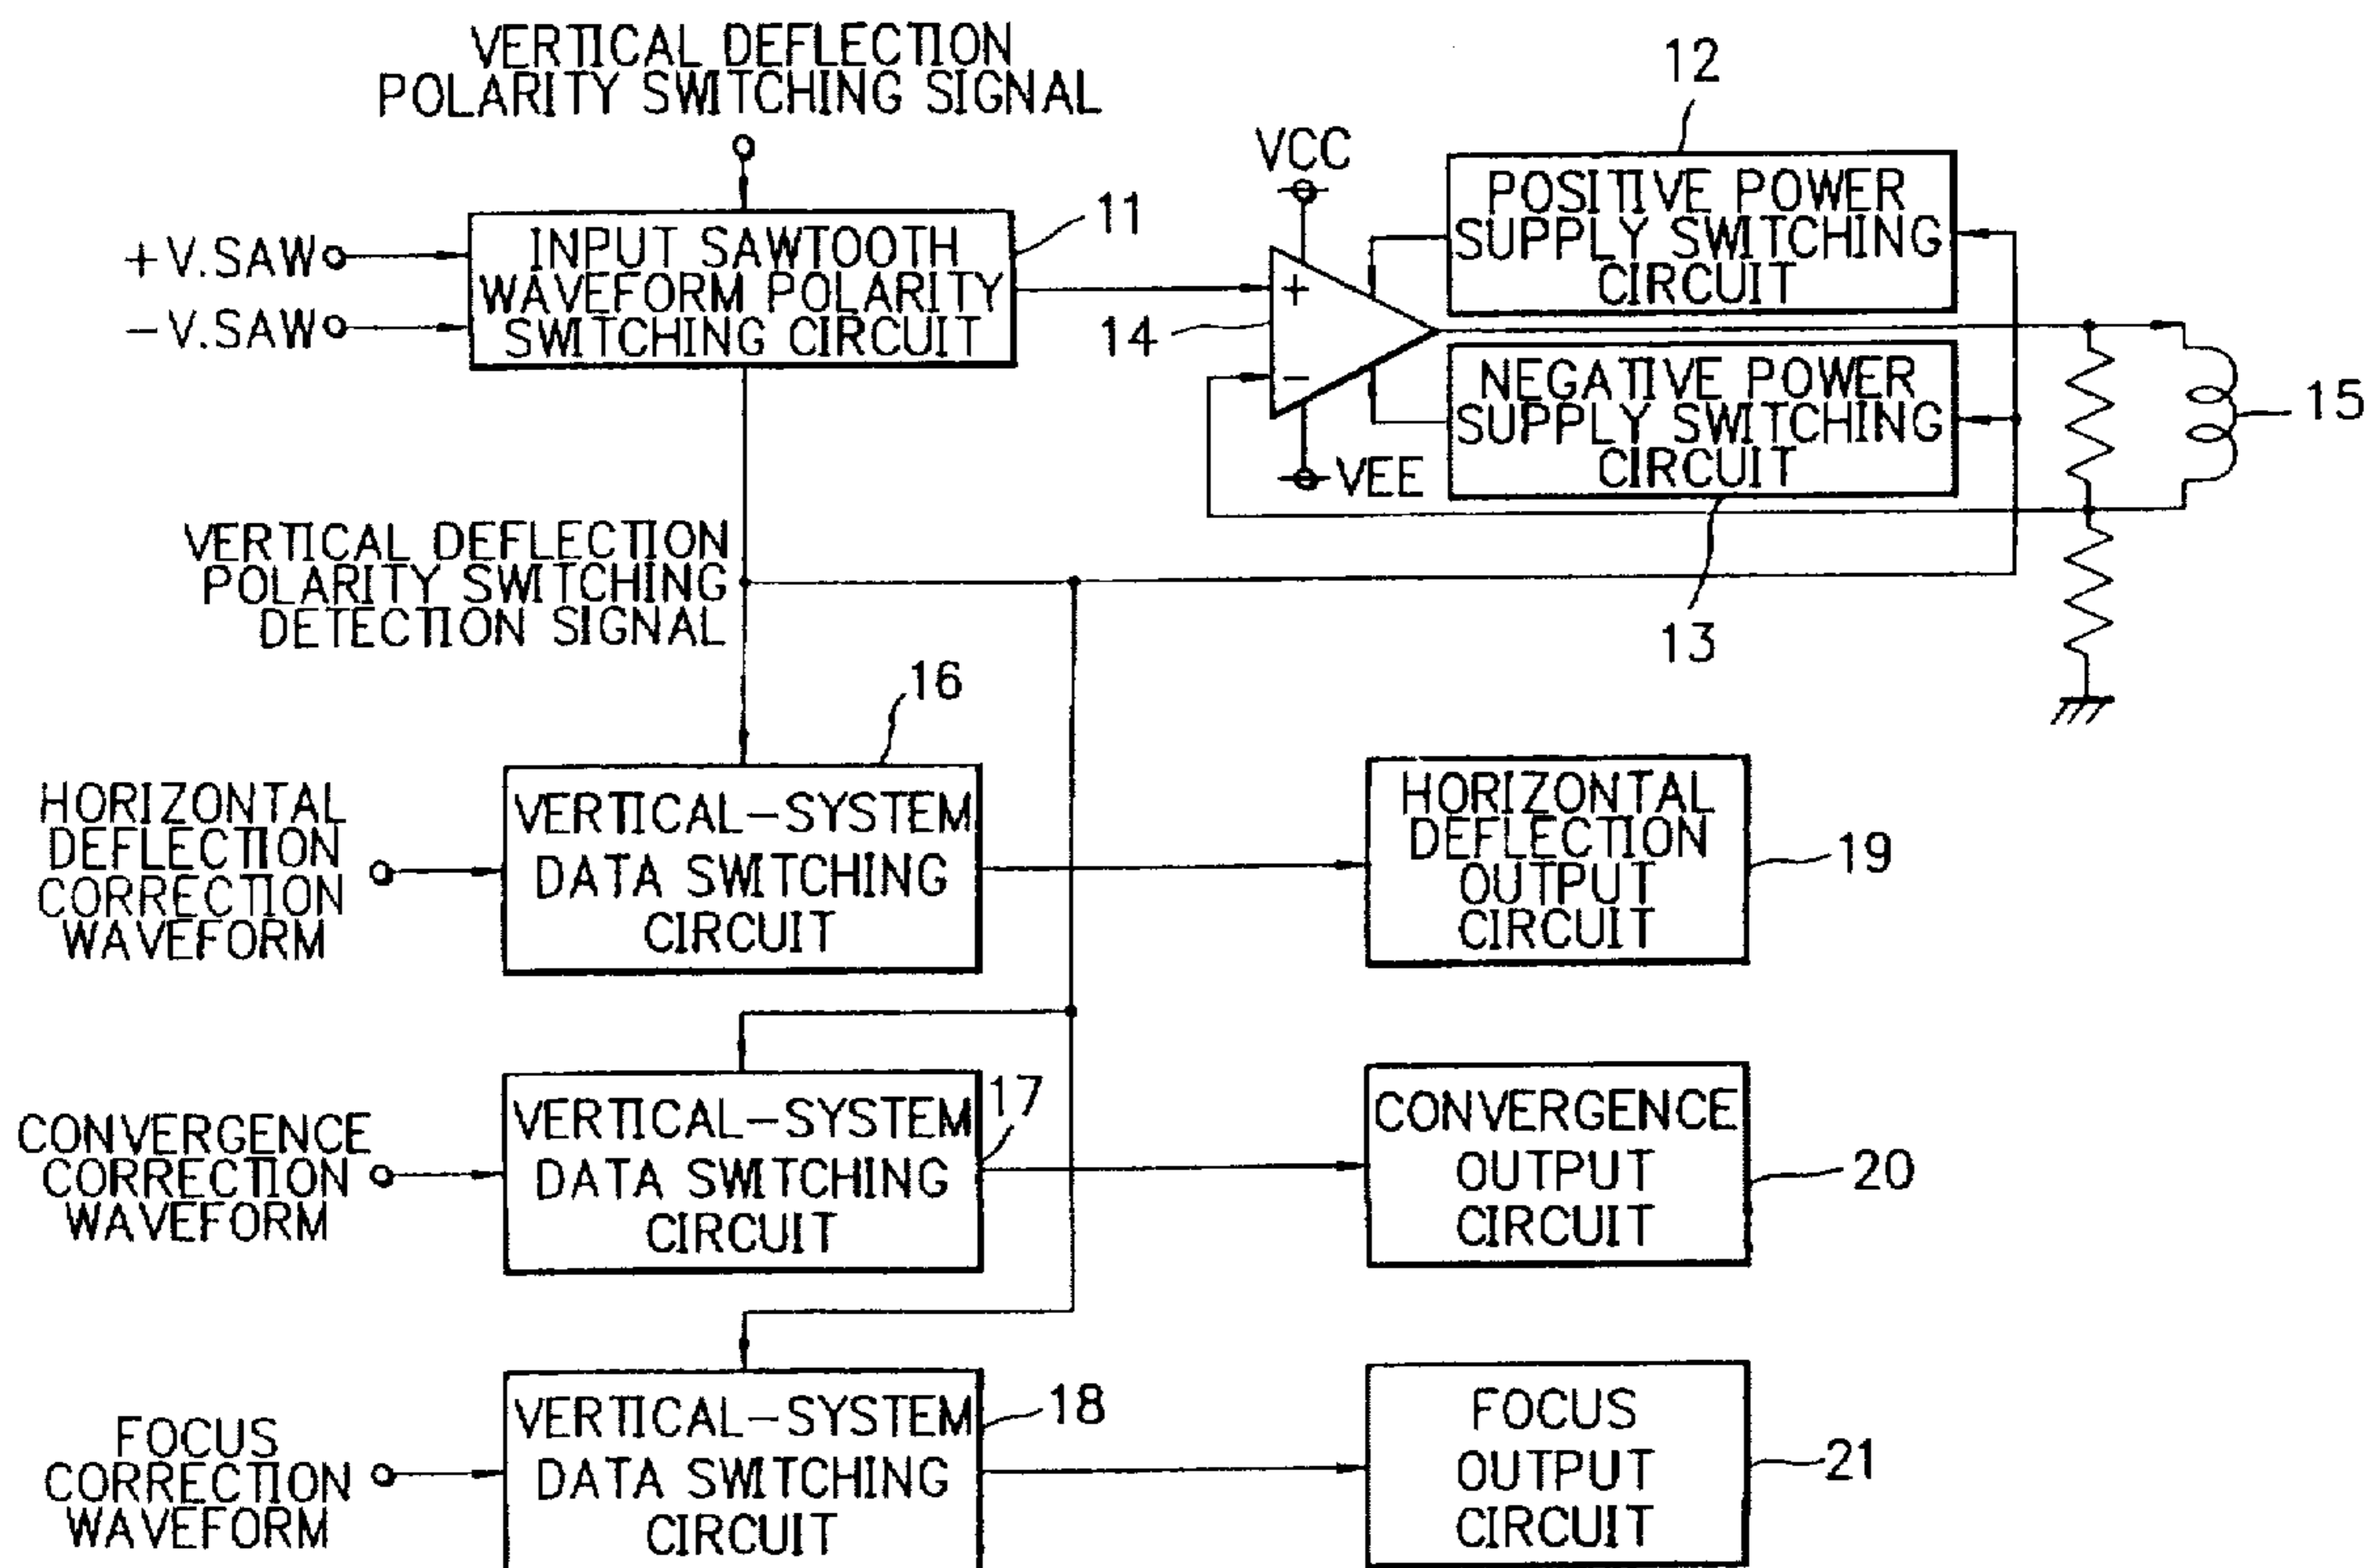 VERTICAL DEFLECTION
POLARITY SWITCHING SIGNAL
12
VCC
POSITIVE POWER
SUPPLY SWITCHING
CIRCUIT
11
+V.SAW
-V.SAW
INPUT SAWTOOTH
WAVEFORM POLARITY
SWITCHING CIRCUIT
+
14
-
NEGATIVE POWER
SUPPLY SWITCHING
CIRCUIT
15
VEE
VERTICAL DEFLECTION
POLARITY SWITCHING
DETECTION SIGNAL
13
16
HORIZONTAL
DEFLECTION
CORRECTION
WAVEFORM
VERTICAL-SYSTEM
DATA SWITCHING
CIRCUIT
HORIZONTAL
DEFLECTION
OUTPUT
CIRCUIT
19
CONVERGENCE
CORRECTION
WAVEFORM
VERTICAL-SYSTEM
DATA SWITCHING
CIRCUIT
17
CONVERGENCE
OUTPUT
CIRCUIT
20
FOCUS
CORRECTION
WAVEFORM
VERTICAL-SYSTEM
DATA SWITCHING
CIRCUIT
18
FOCUS
OUTPUT
CIRCUIT
21